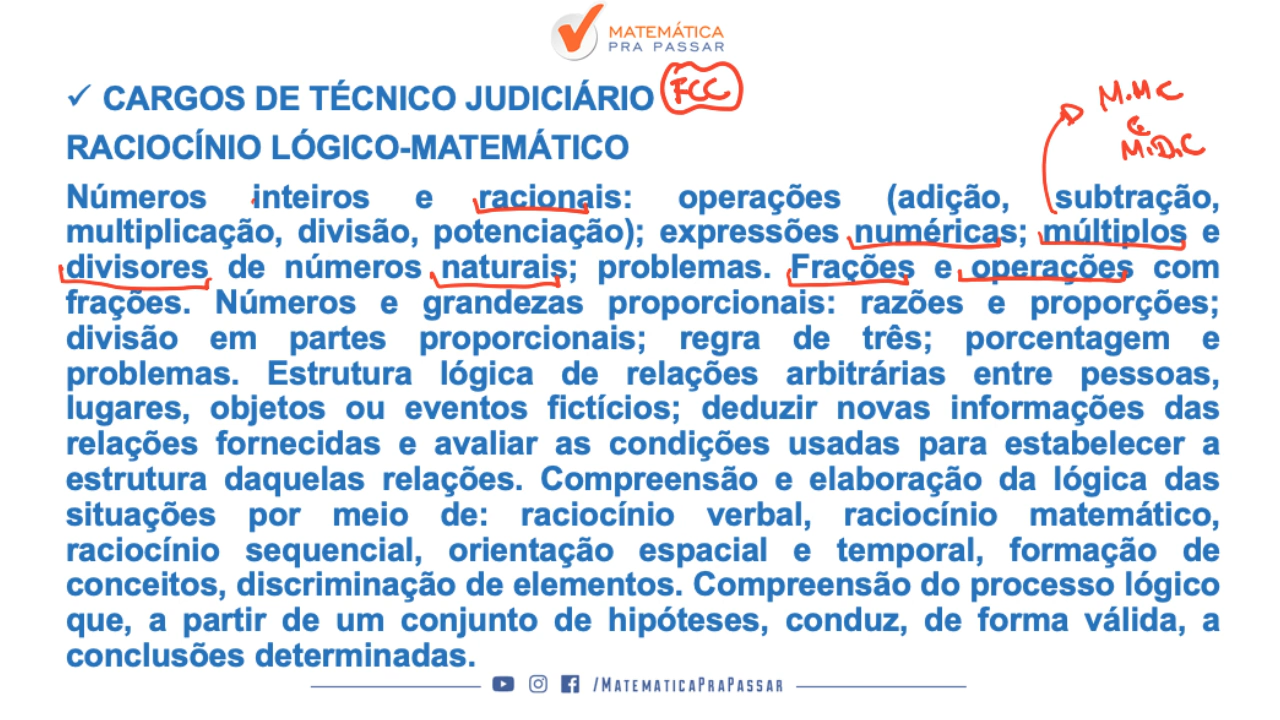 MATEMÁTICA
PRA PASSAR
✓ CARGOS DE TÉCNICO JUDICIÁRIO FCC
M.M.C
e
M.D.C
RACIOCÍNIO LÓGICO-MATEMÁTICO
Números inteiros e racionais: operações (adição, subtração,
multiplicação, divisão, potenciação); expressões numéricas; múltiplos e
divisores de números naturais; problemas. Frações e operações com
frações. Números e grandezas proporcionais: razões e proporções;
divisão em partes proporcionais; regra de três; porcentagem e
problemas. Estrutura lógica de relações arbitrárias entre pessoas,
lugares, objetos ou eventos fictícios; deduzir novas informações das
relações fornecidas e avaliar as condições usadas para estabelecer a
estrutura daquelas relações. Compreensão e elaboração da lógica das
situações por meio de: raciocínio verbal, raciocínio matemático,
raciocínio sequencial, orientação espacial e temporal, formação de
conceitos, discriminação de elementos. Compreensão do processo lógico
que, a partir de um conjunto de hipóteses, conduz, de forma válida, a
conclusões determinadas.
/MATEMATICAPRAPASSAR